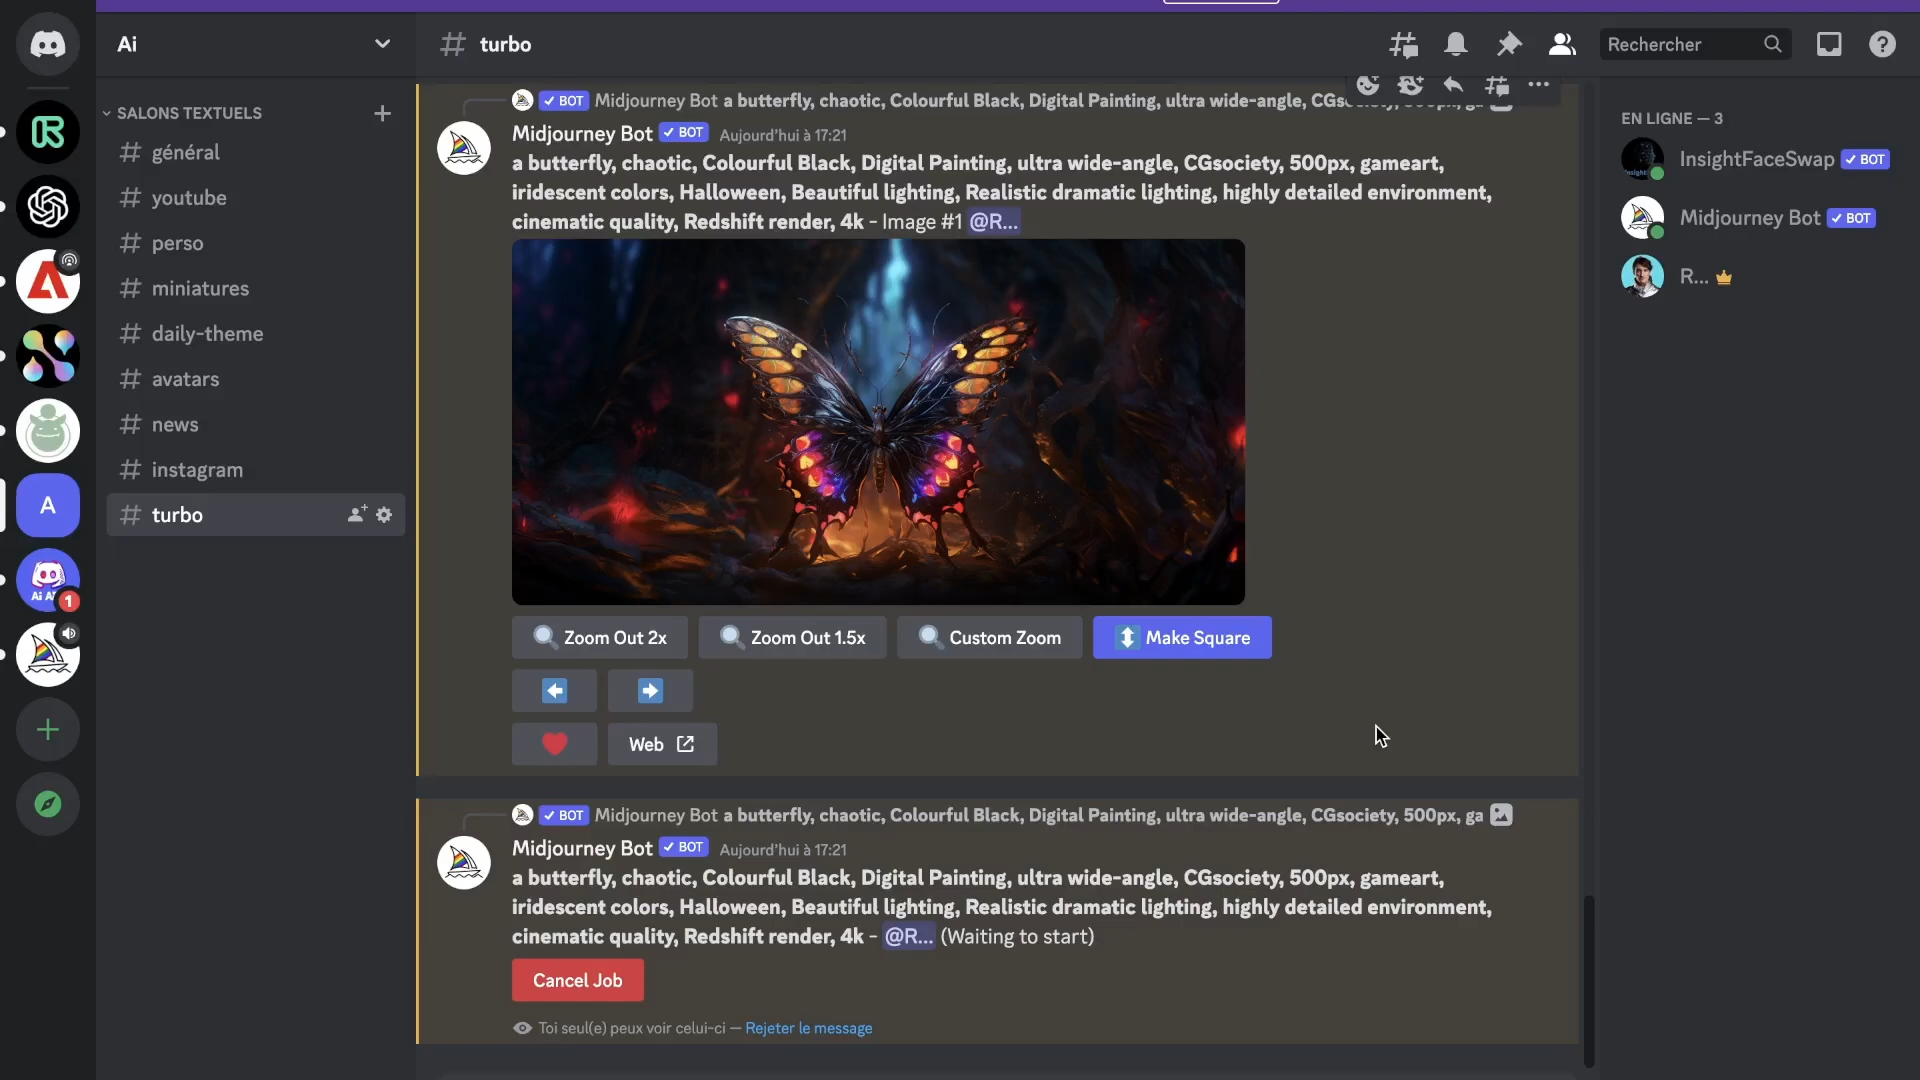 Ai
SALONS TEXTUELS
général
youtube
perso
miniatures
daily-theme
avatars
news
instagram
turbo
A
Ai Ai
1
# turbo
Rechercher
BOT Midjourney Bot a butterfly, chaotic, Colourful Black, Digital Painting, ultra wide-angle,
Midjourney Bot BOT Aujourd'hui à 17:21
a butterfly, chaotic, Colourful Black, Digital Painting, ultra wide-angle, CGsociety, 500px, gameart,
iridescent colors, Halloween, Beautiful lighting, Realistic dramatic lighting, highly detailed environment,
cinematic quality, Redshift render, 4k - Image #1 @R...
Zoom Out 2x Zoom Out 1.5x Custom Zoom Make Square
Web
BOT Midjourney Bot a butterfly, chaotic, Colourful Black, Digital Painting, ultra wide-angle, CGsociety, 500px, ga
Midjourney Bot BOT Aujourd'hui à 17:21
a butterfly, chaotic, Colourful Black, Digital Painting, ultra wide-angle, CGsociety, 500px, gameart,
iridescent colors, Halloween, Beautiful lighting, Realistic dramatic lighting, highly detailed environment,
cinematic quality, Redshift render, 4k - @R... (Waiting to start)
Cancel Job
Toi seul(e) peux voir celui-ci — Rejeter le message
EN LIGNE — 3
InsightFaceSwap BOT
Midjourney Bot BOT
R...